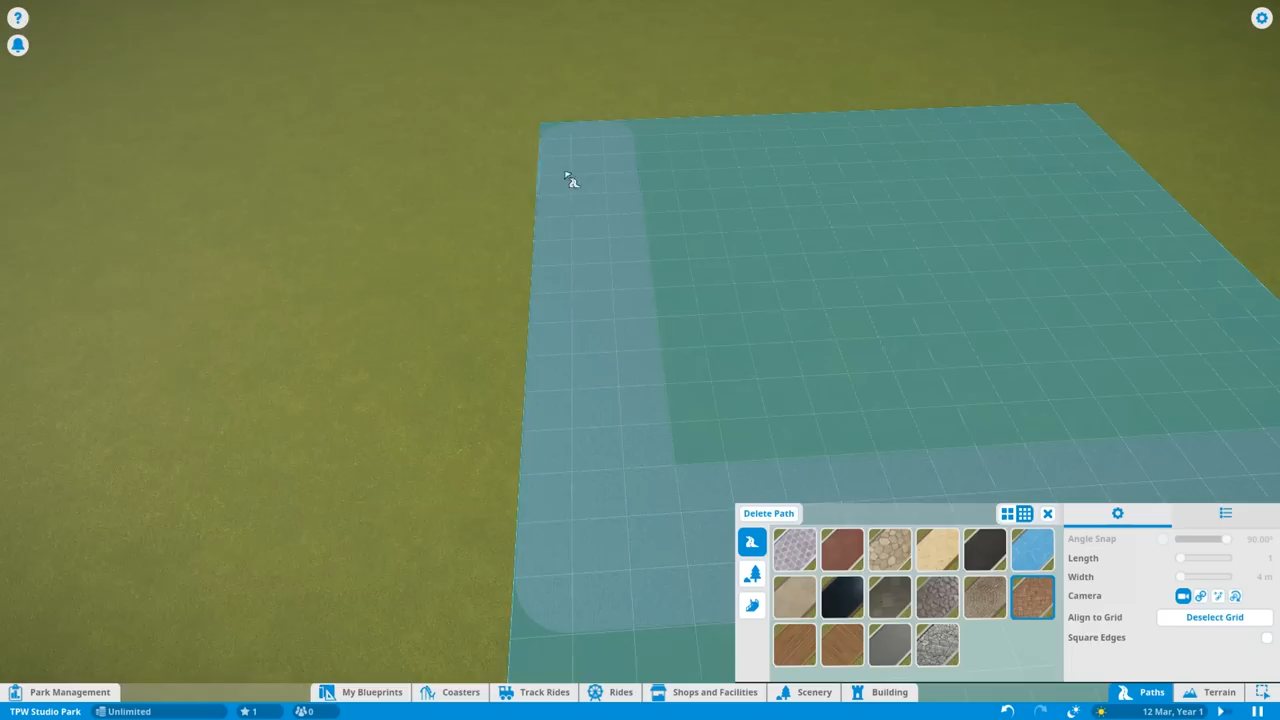 ?
Delete Path
Angle Snap 90.00°
Length 1
Width 4 m
Camera
Align to Grid Deselect Grid
Square Edges
Park Management My Blueprints Coasters Track Rides Rides Shops and Facilities Scenery Building Paths Terrain
TPW Studio Park Unlimited 1 0 12 Mar, Year 1